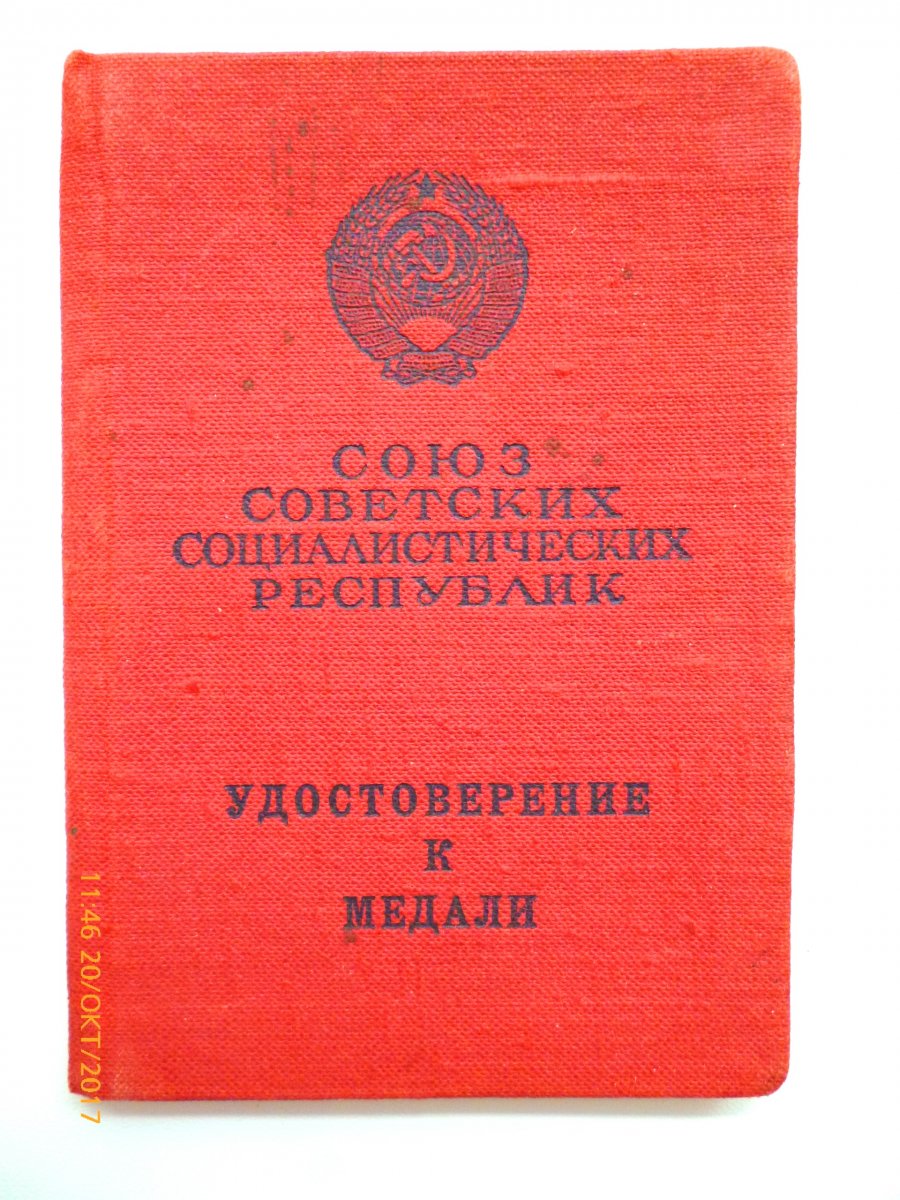 СОЮЗ
СОВЕТСКИХ
СОЦИАЛИСТИЧЕСКИХ
РЕСПУБЛИК
УДОСТОВЕРЕНИЕ
К
МЕДАЛИ
11:46 20/ОКТ/2017